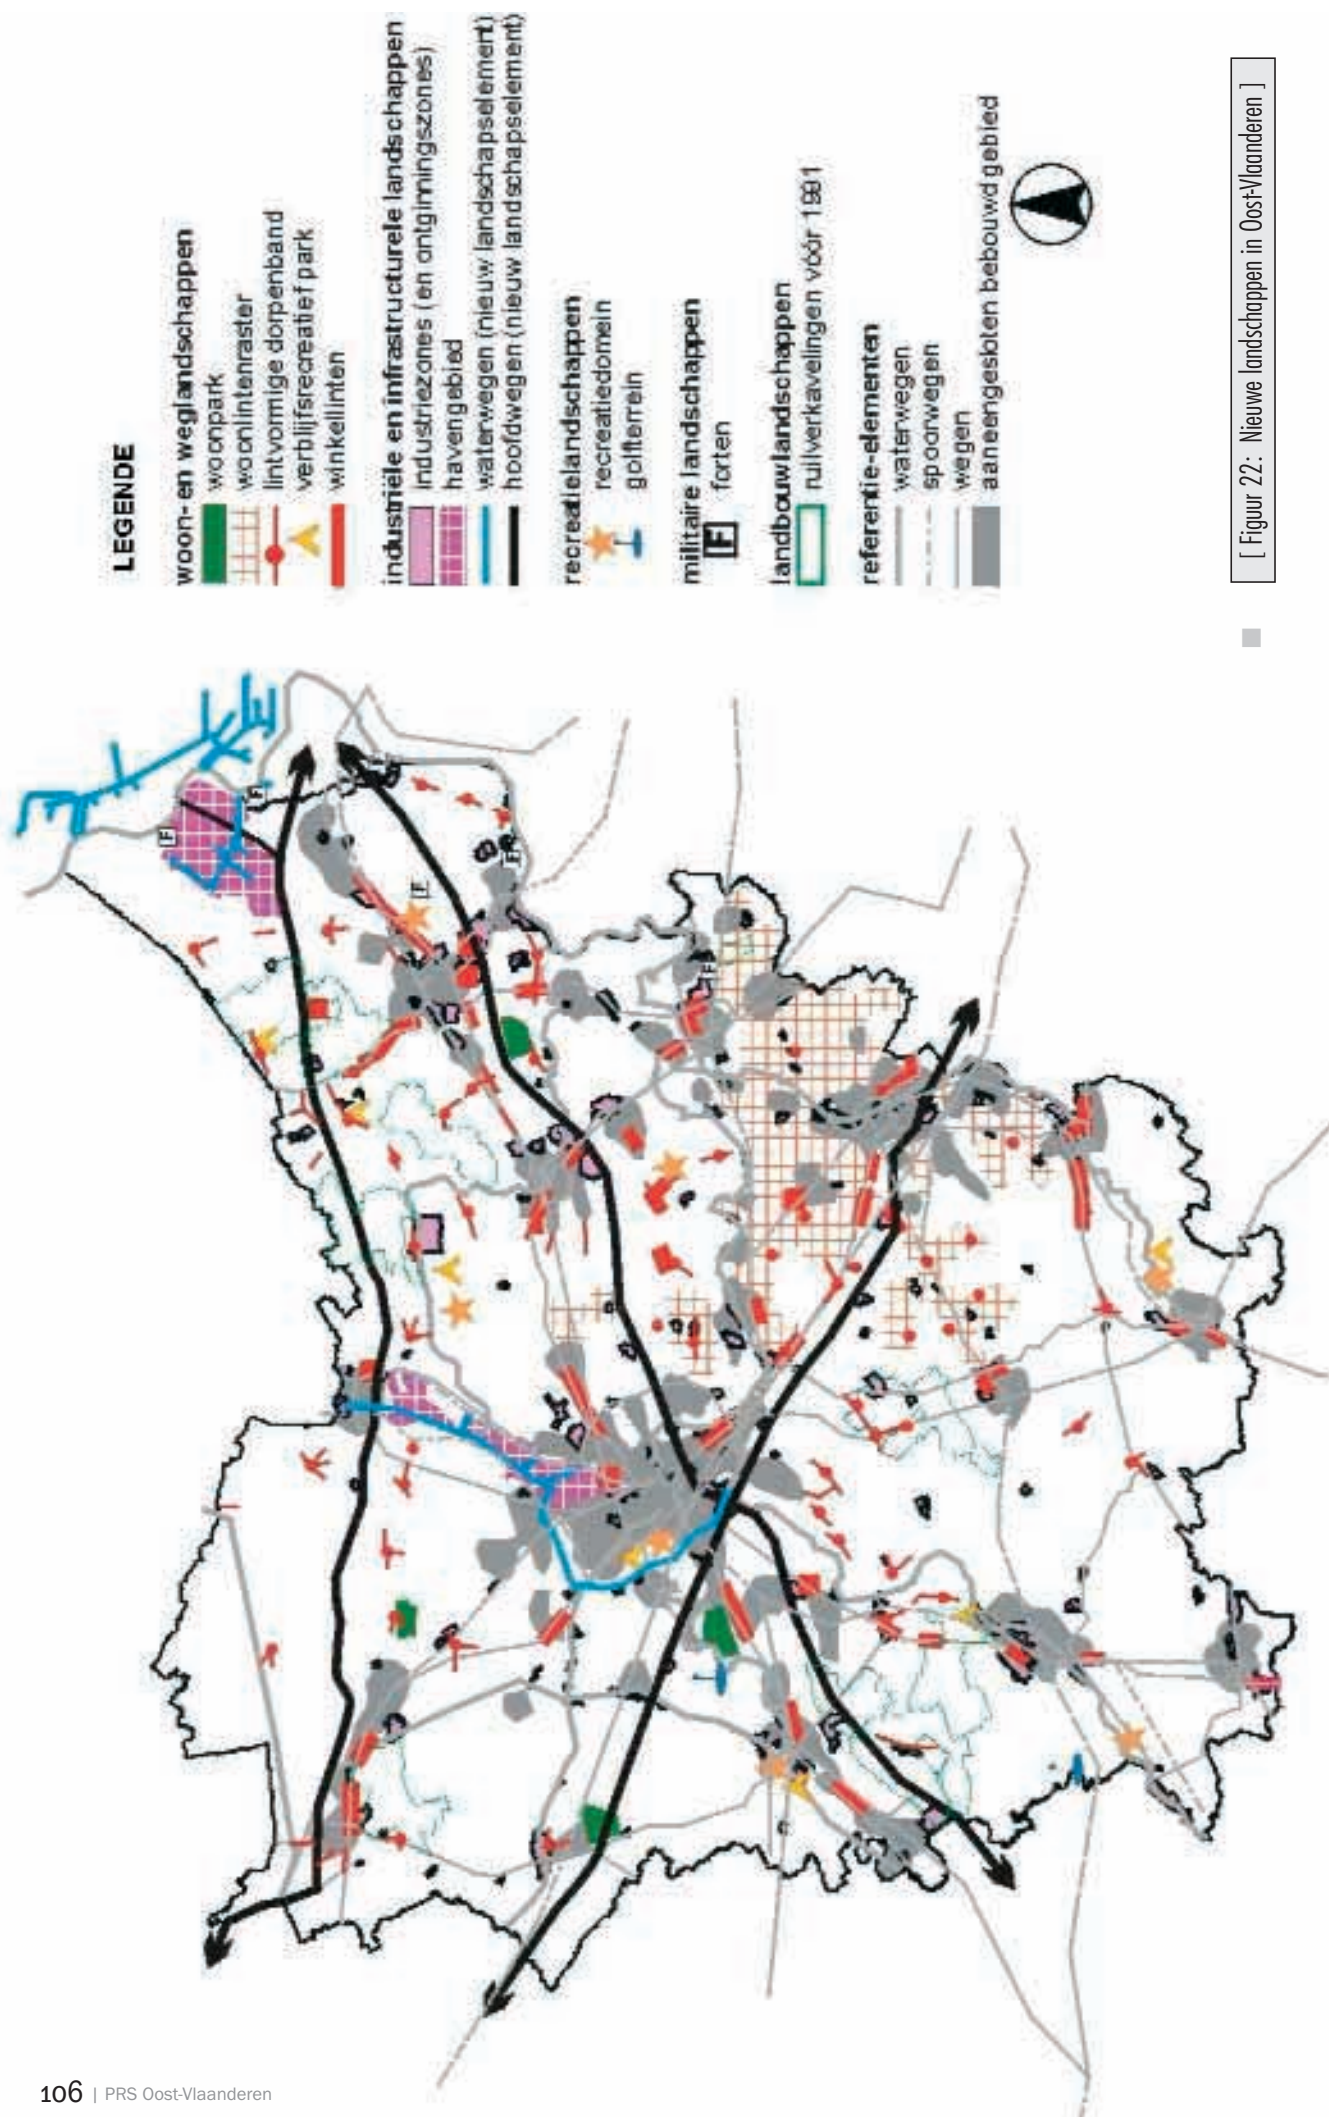 LEGENDE
woon- en weglandschappen
woonpark
woonlintenraster
lintvormige dorpenband
verblijfsrecreatief park
winkellinten
industriële en infrastructurele landschappen
industriezones (en ontginningszones)
havengebied
waterwegen (nieuw landschapselement)
hoofdwegen (nieuw landschapselement)
recreatielandschappen
recreatiedomein
golfterrein
militaire landschappen
F forten
landbouwlandschappen
ruilverkavelingen vóór 1991
referentie-elementen
waterwegen
spoorwegen
wegen
aaneengesloten bebouwd gebied
[ Figuur 22: Nieuwe landschappen in Oost-Vlaanderen ]
F
F
F
F
F
106 | PRS Oost-Vlaanderen